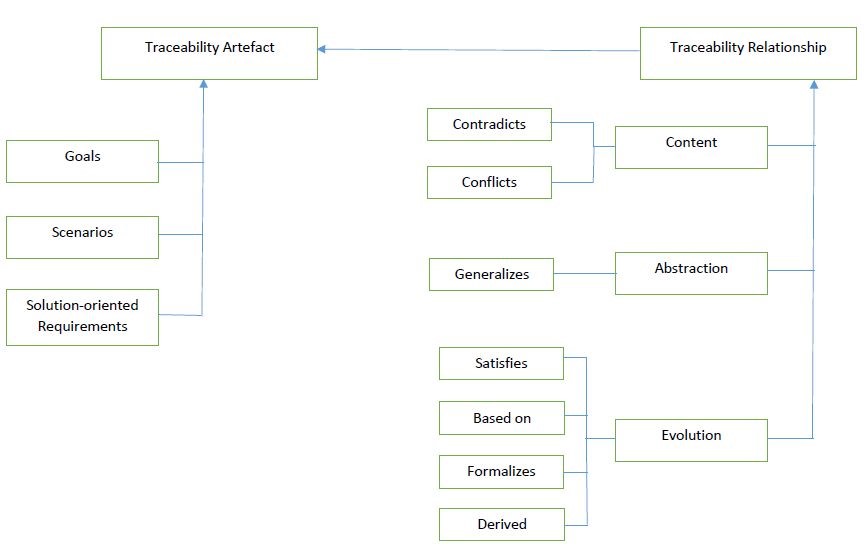 Traceability Artefact
Traceability Relationship
Goals
Scenarios
Solution-oriented
Requirements
Contradicts
Conflicts
Content
Generalizes
Abstraction
Satisfies
Based on
Formalizes
Derived
Evolution